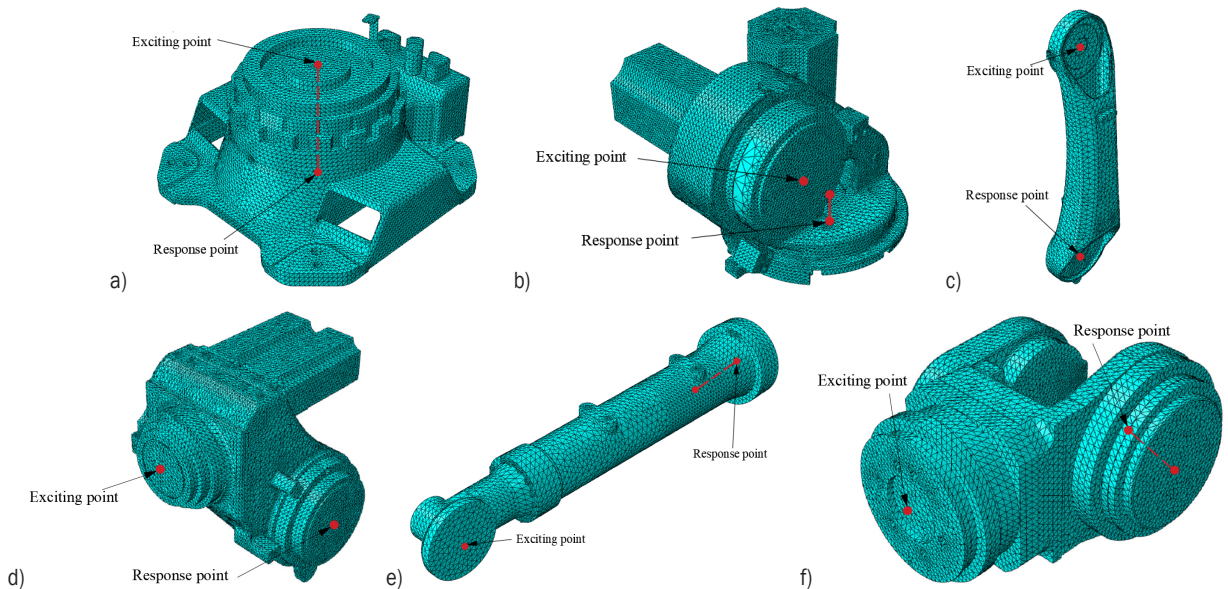 Exciting point
Response point
a)
Exciting point
Response point
b)
Exciting point
Response point
c)
Exciting point
Response point
d)
Response point
Exciting point
e)
Response point
Exciting point
f)